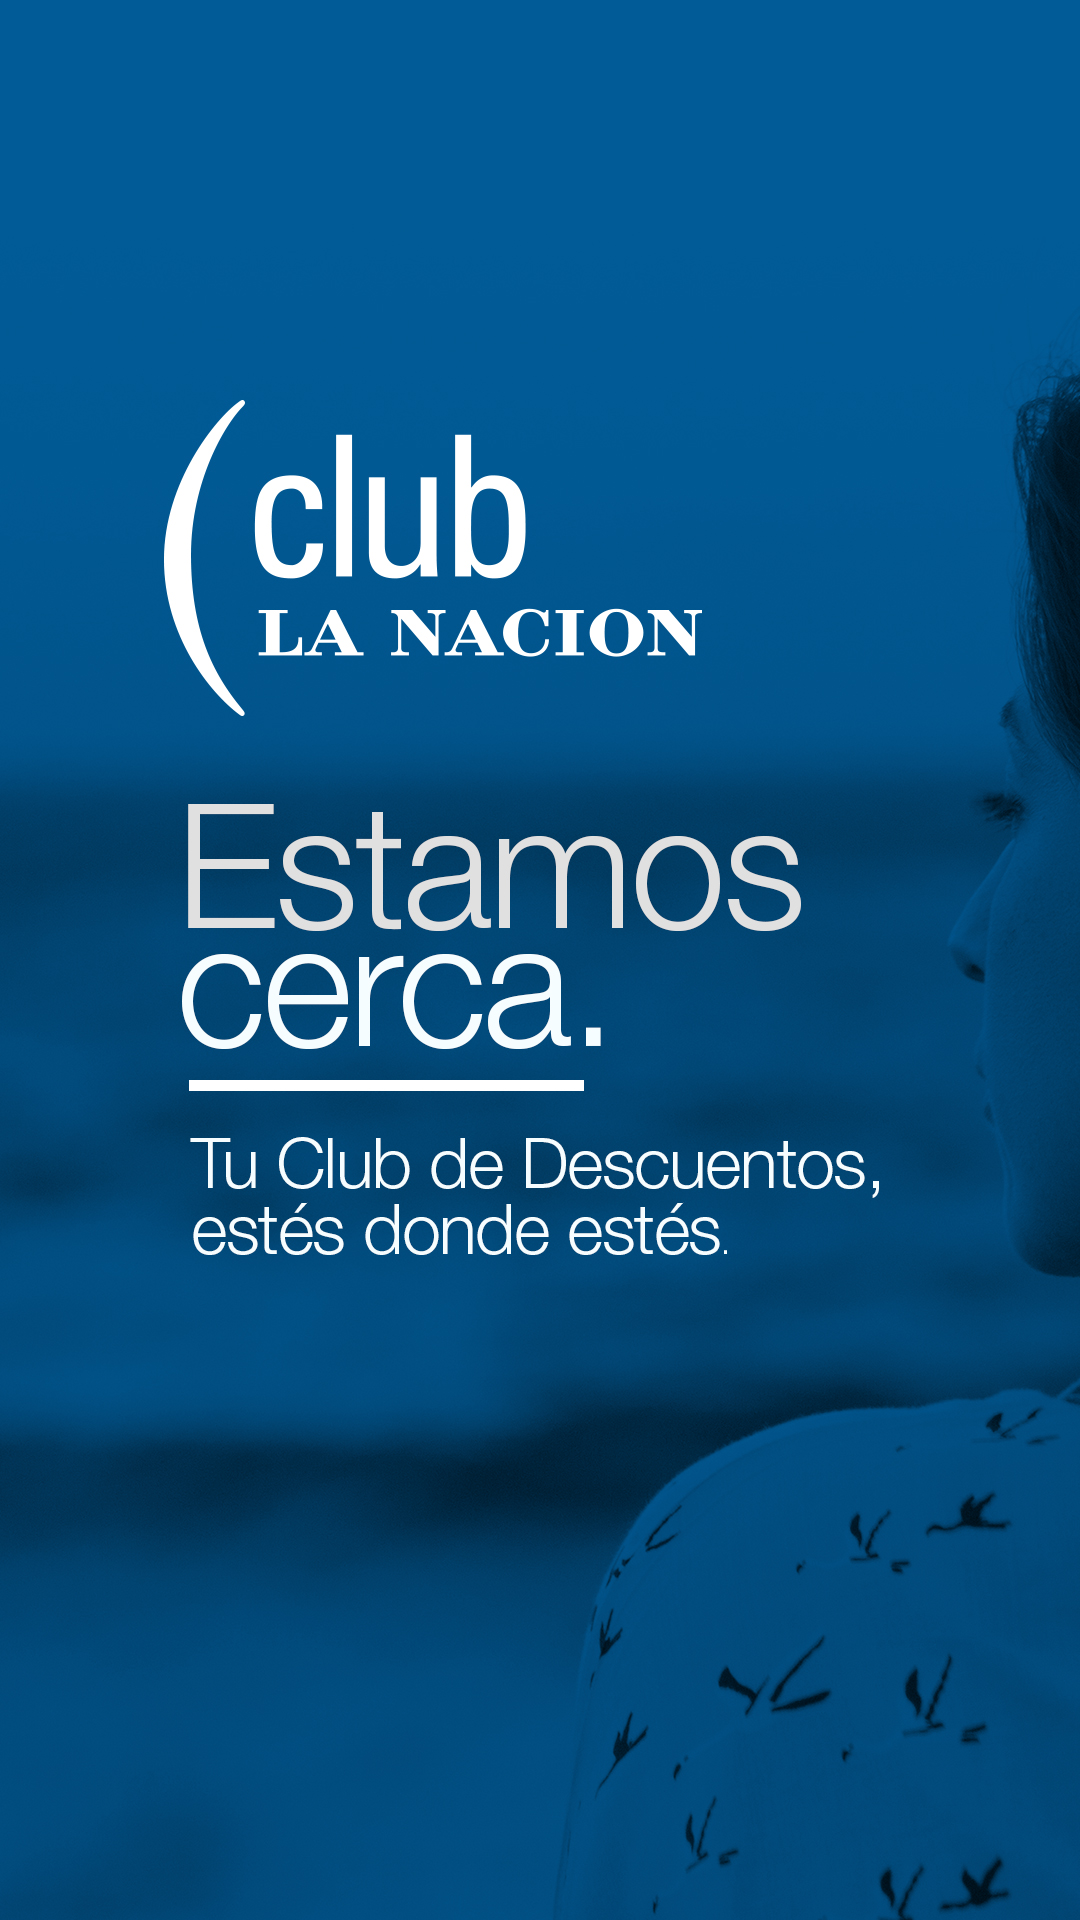 club
LA NACION
Estamos
cerca.
Tu Club de Descuentos,
estés donde estés.